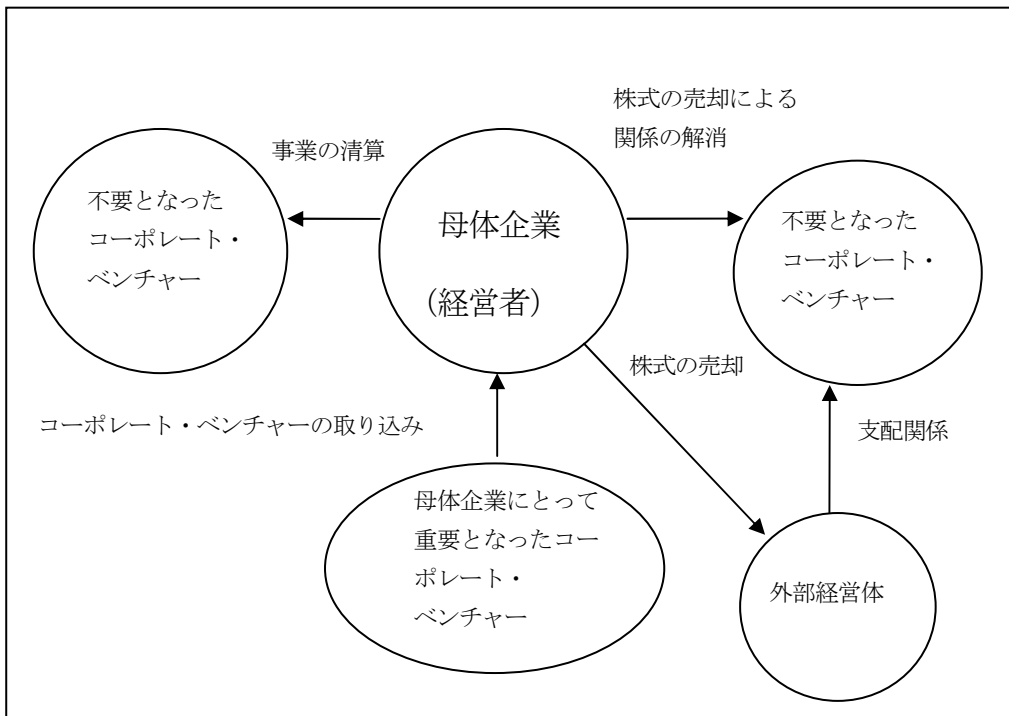 株式の売却による
関係の解消
事業の清算
不要となった
コーポレート・
ベンチャー
母体企業
(経営者)
不要となった
コーポレート・
ベンチャー
株式の売却
コーポレート・ベンチャーの取り込み
支配関係
母体企業にとって
重要となったコー
ポレート・
ベンチャー
外部経営体